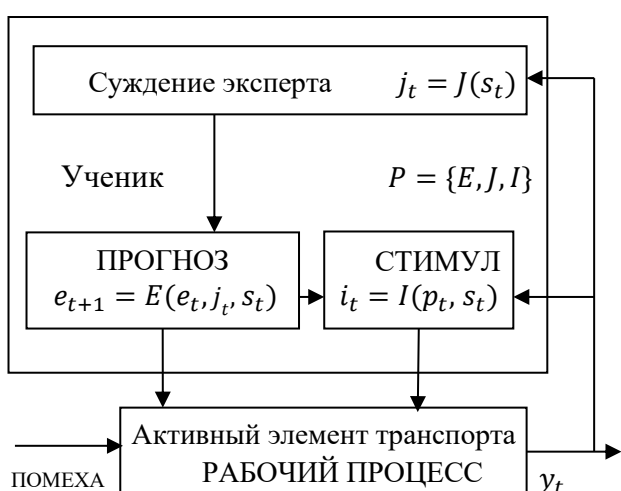 Суждение эксперта j_t = J(s_t)
Ученик P = {E, J, I}
ПРОГНОЗ
e_{t+1} = E(e_t, j_t, s_t)
СТИМУЛ
i_t = I(p_t, s_t)
Активный элемент транспорта
РАБОЧИЙ ПРОЦЕСС
ПОМЕХА
y_t